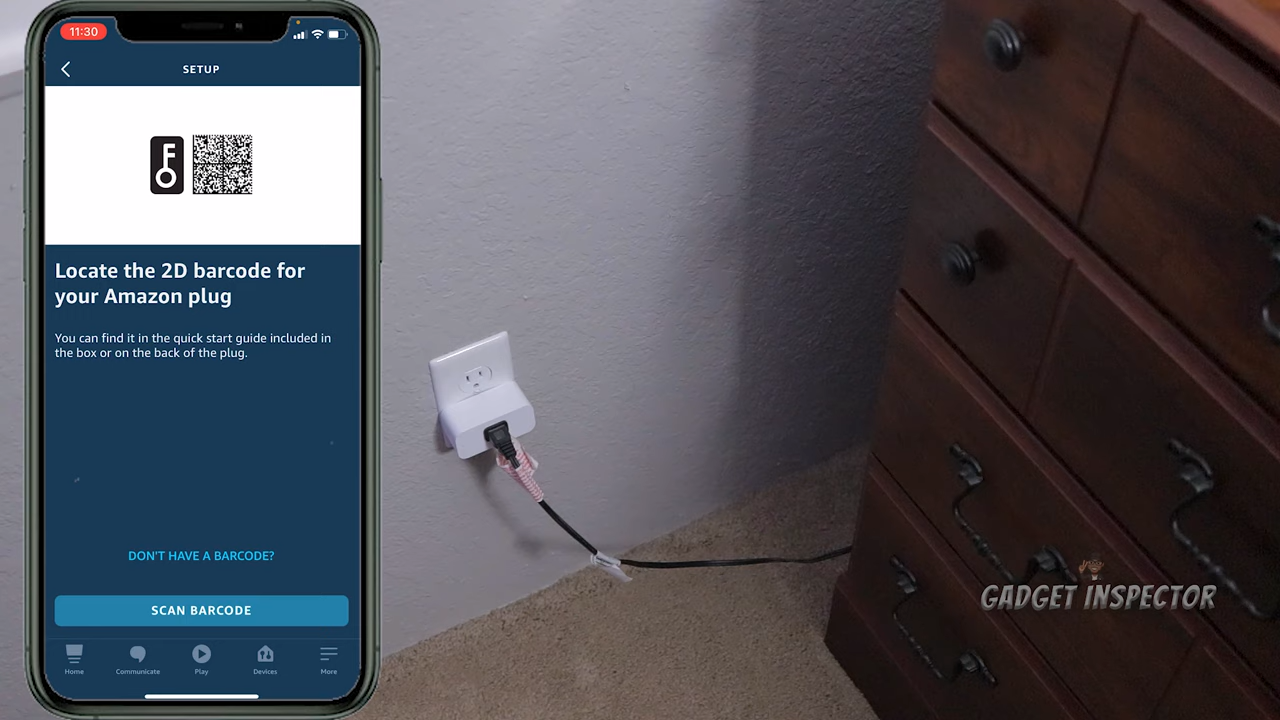 11:30
SETUP
Locate the 2D barcode for
your Amazon plug
You can find it in the quick start guide included in
the box or on the back of the plug.
DON'T HAVE A BARCODE?
SCAN BARCODE
Home Communicate Play Devices More
GADGET INSPECTOR